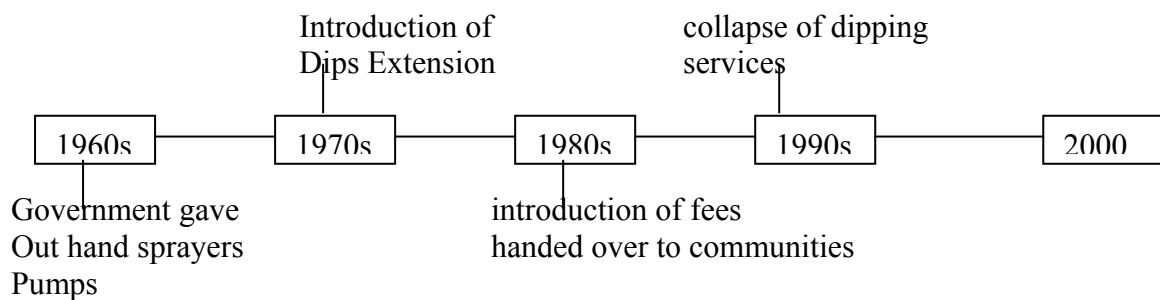 Introduction of
Dips Extension
collapse of dipping
services
1960s
1970s
1980s
1990s
2000
Government gave
Out hand sprayers
Pumps
introduction of fees
handed over to communities